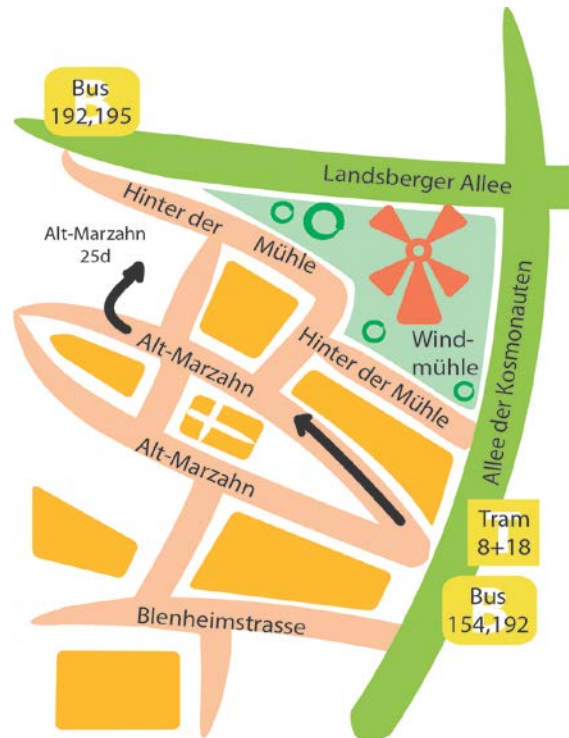 B
Bus
192,195
Landsberger Allee
Hinter der
Mühle
Alt-Marzahn
25d
Wind-
mühle
Alt-Marzahn
Hinter der Mühle
Allee der Kosmonauten
Alt-Marzahn
T
Tram
8+18
B
Bus
154,192
Blenheimstrasse